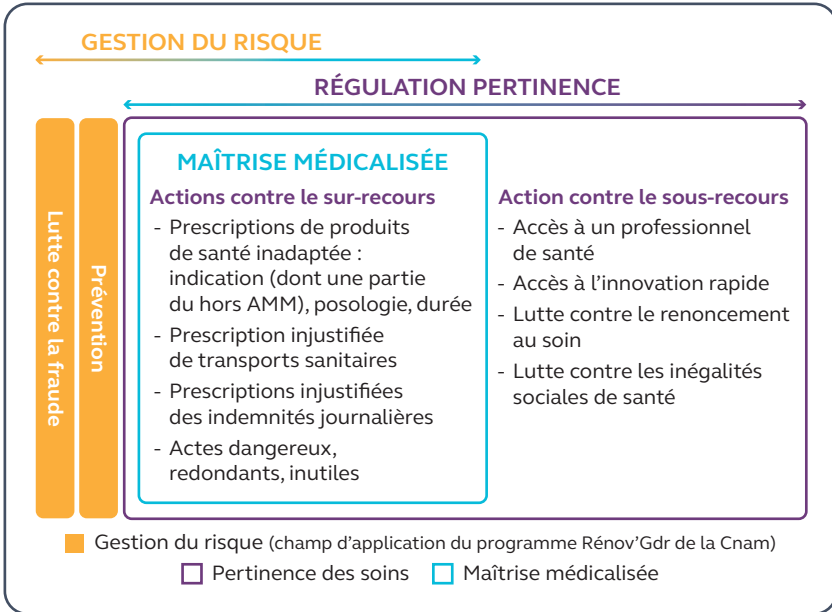 GESTION DU RISQUE
RÉGULATION PERTINENCE
Lutte contre la fraude
Prévention
MAÎTRISE MÉDICALISÉE
Actions contre le sur-recours
- Prescriptions de produits
de santé inadaptée :
indication (dont une partie
du hors AMM), posologie, durée
- Prescription injustifiée
de transports sanitaires
- Prescriptions injustifiées
des indemnités journalières
- Actes dangereux,
redondants, inutiles
Action contre le sous-recours
- Accès à un professionnel
de santé
- Accès à l’innovation rapide
- Lutte contre le renoncement
au soin
- Lutte contre les inégalités
sociales de santé
Gestion du risque (champ d’application du programme Rénov’Gdr de la Cnam)
Pertinence des soins Maîtrise médicalisée